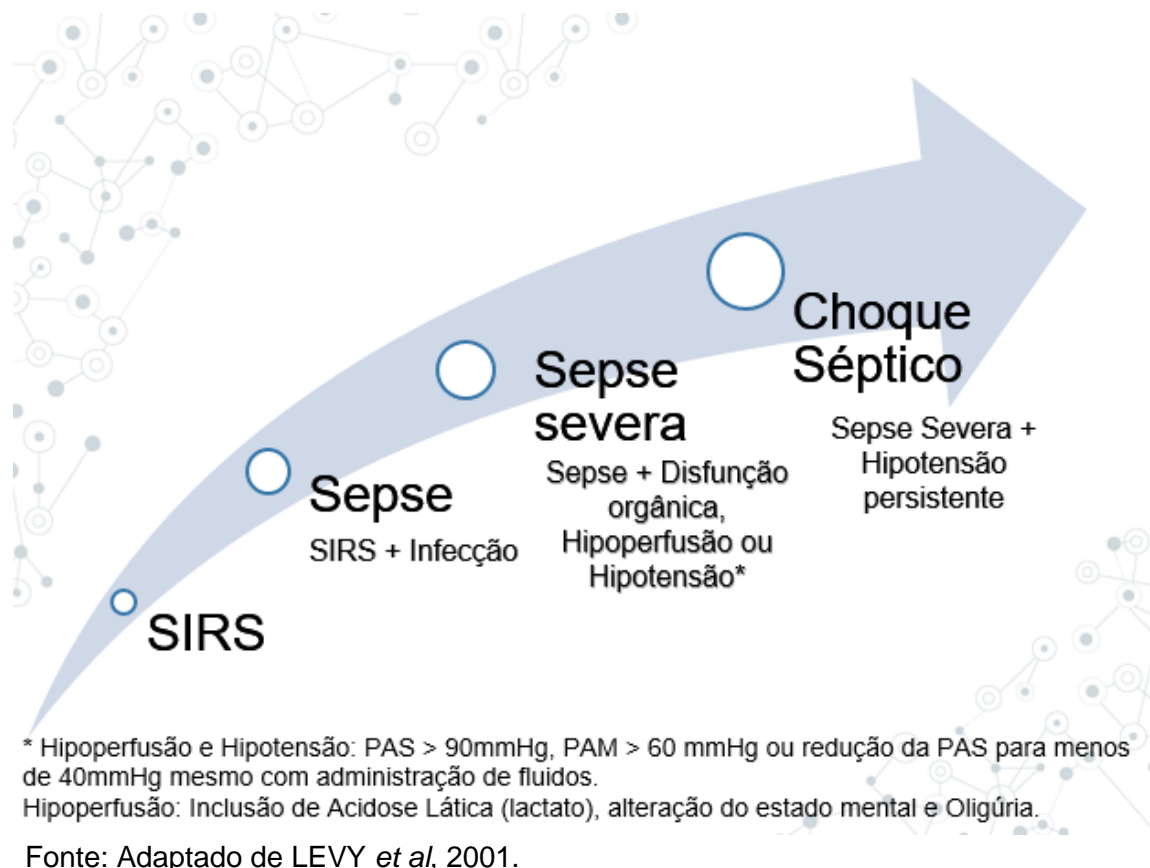 SIRS
Sepse
SIRS + Infecção
Sepse
severa
Sepse + Disfunção
orgânica,
Hipoperfusão ou
Hipotensão*
Choque
Séptico
Sepse Severa +
Hipotensão
persistente
* Hipoperfusão e Hipotensão: PAS > 90mmHg, PAM > 60 mmHg ou redução da PAS para menos
de 40mmHg mesmo com administração de fluidos.
Hipoperfusão: Inclusão de Acidose Lática (lactato), alteração do estado mental e Oligúria.
Fonte: Adaptado de LEVY et al, 2001.